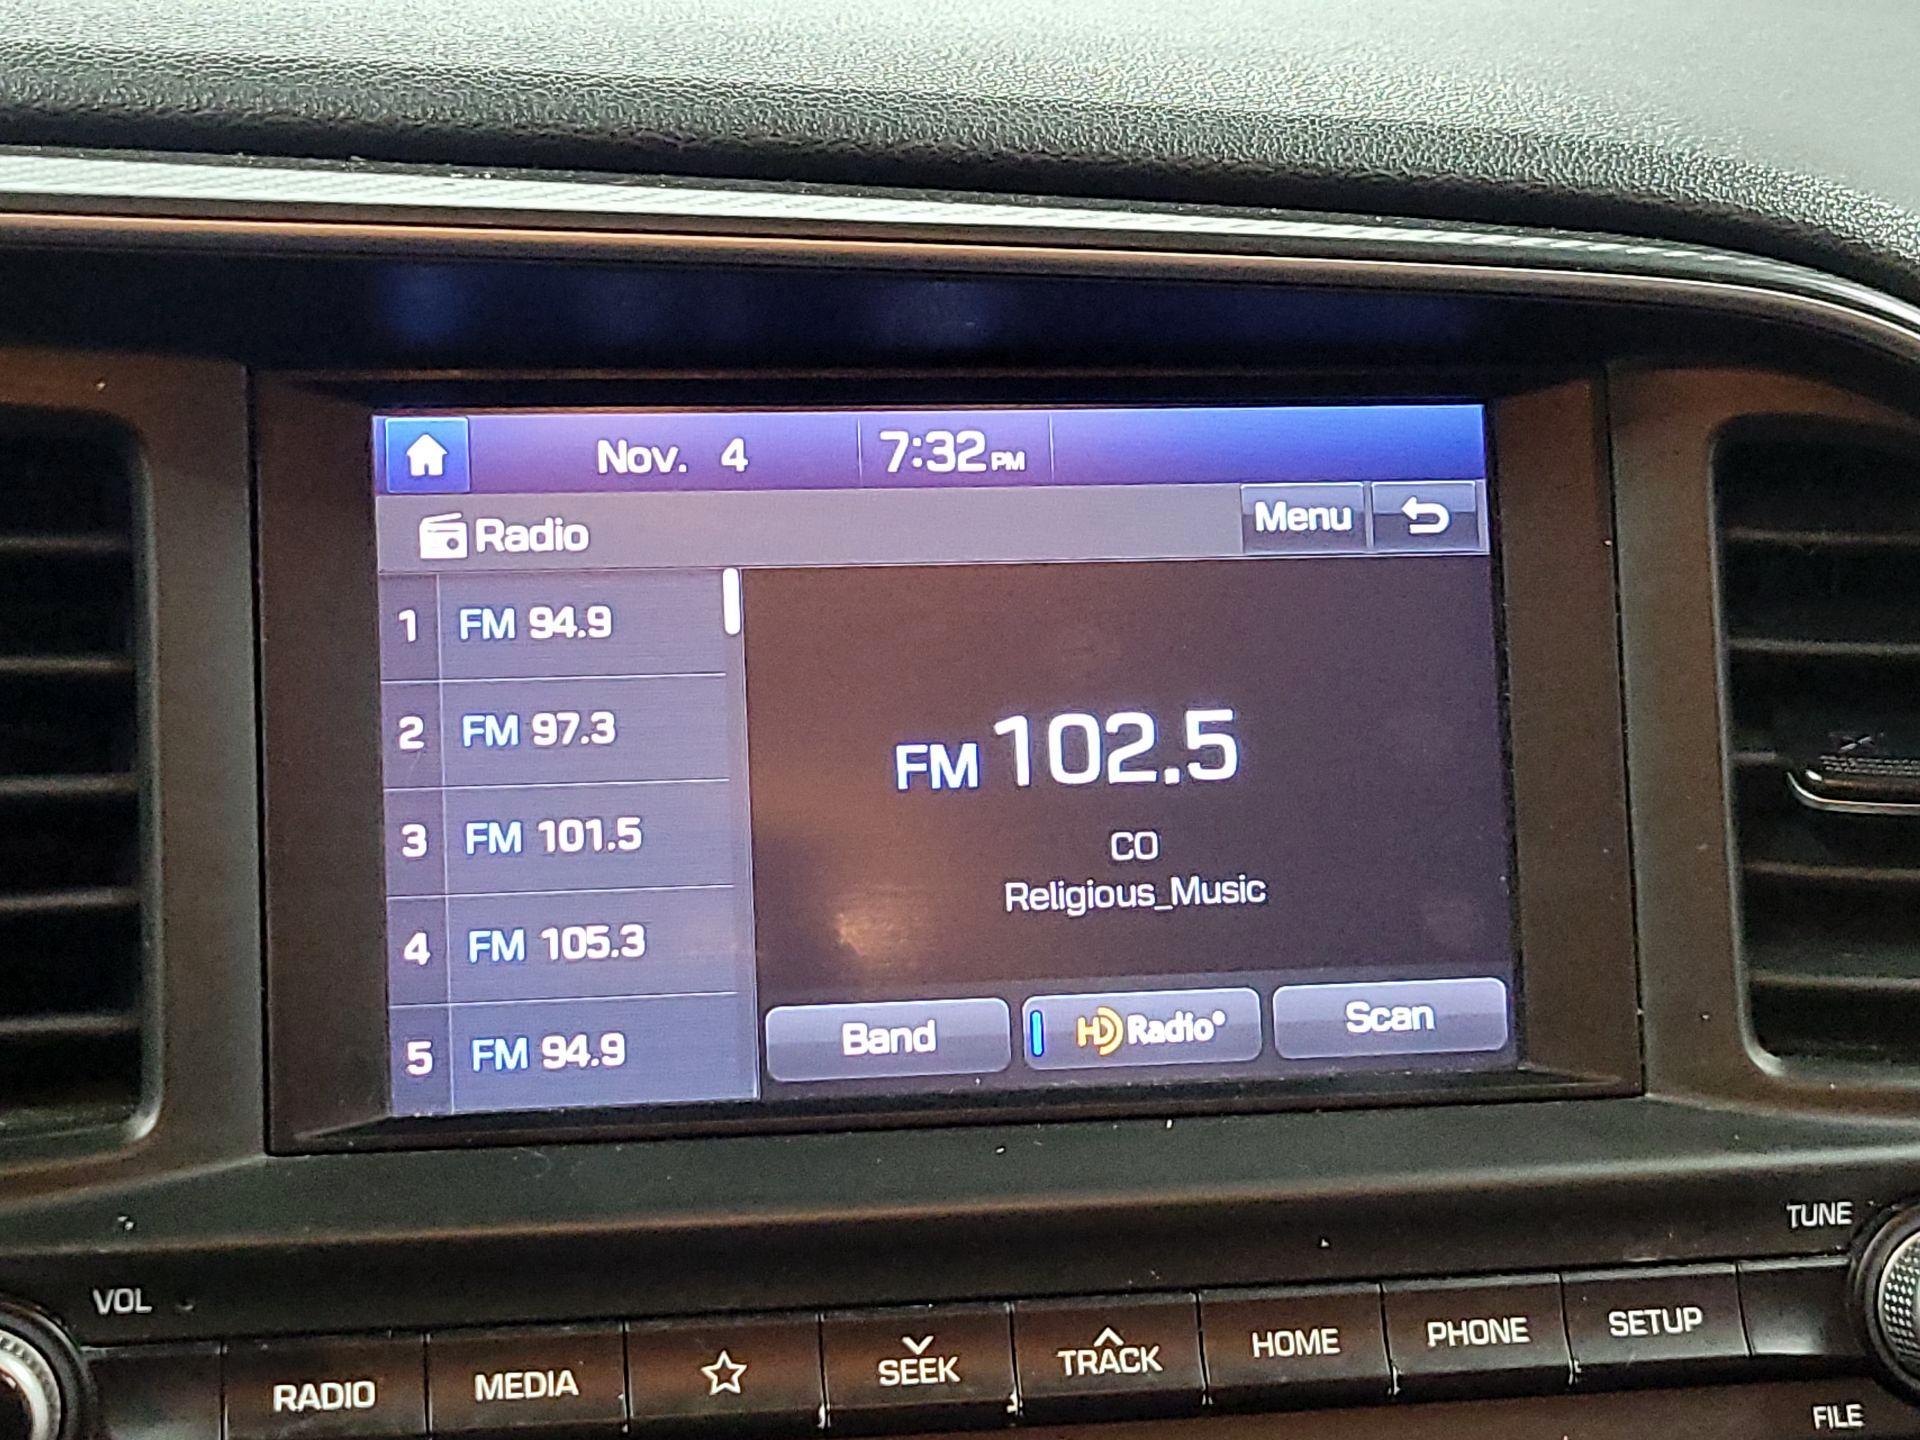 Nov. 4 7:32 PM
Radio Menu
1 FM 94.9
2 FM 97.3
3 FM 101.5
4 FM 105.3
5 FM 94.9
FM 102.5
CO
Religious_Music
Band HD Radio® Scan
TUNE
VOL
RADIO MEDIA SEEK TRACK HOME PHONE SETUP
FILE